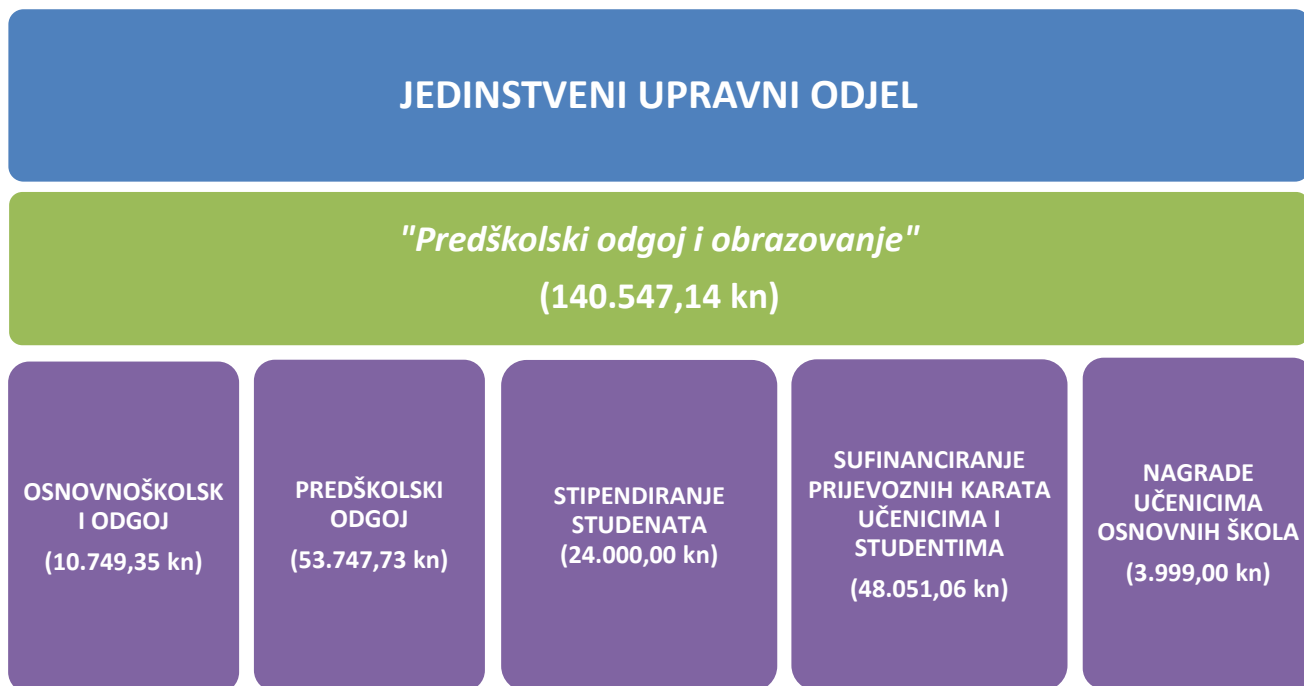 JEDINSTVENI UPRAVNI ODJEL
"Predškolski odgoj i obrazovanje"
(140.547,14 kn)
OSNOVNOŠKOLSK
I ODGOJ
(10.749,35 kn)
PREDŠKOLSKI
ODGOJ
(53.747,73 kn)
STIPENDIRANJE
STUDENATA
(24.000,00 kn)
SUFINANCIRANJE
PRIJEVOZNIH KARATA
UČENICIMA I
STUDENTIMA
(48.051,06 kn)
NAGRADE
UČENICIMA
OSNOVNIH ŠKOLA
(3.999,00 kn)